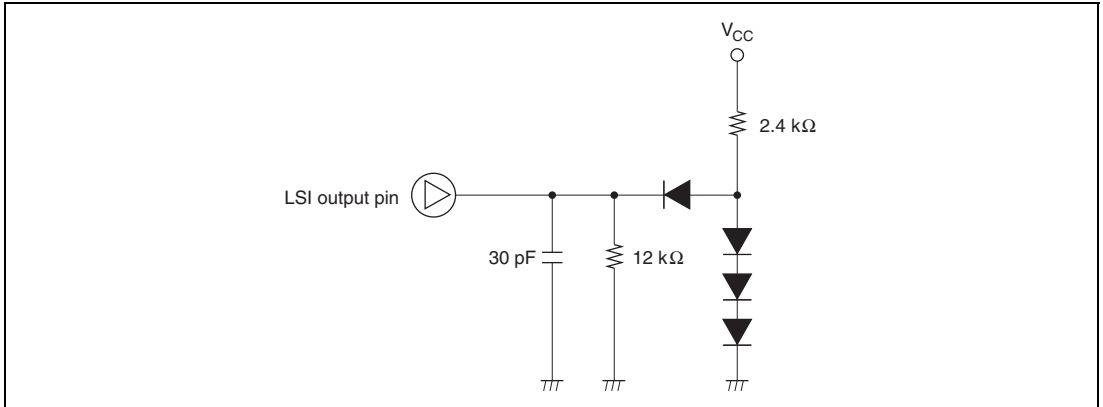 VCC
2.4 kΩ
LSI output pin
30 pF
12 kΩ